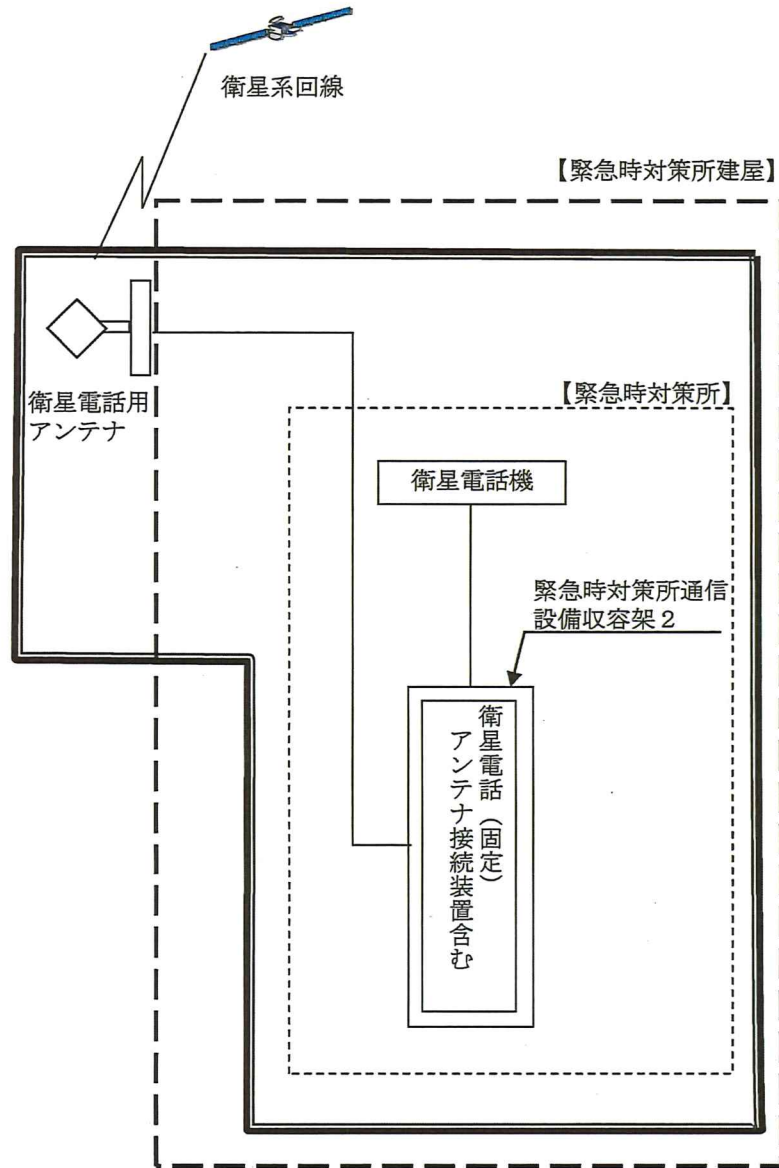 衛星系回線
【緊急時対策所建屋】
衛星電話用
アンテナ
【緊急時対策所】
衛星電話機
緊急時対策所通信
設備収容架2
衛星電話(固定)
アンテナ接続装置含む